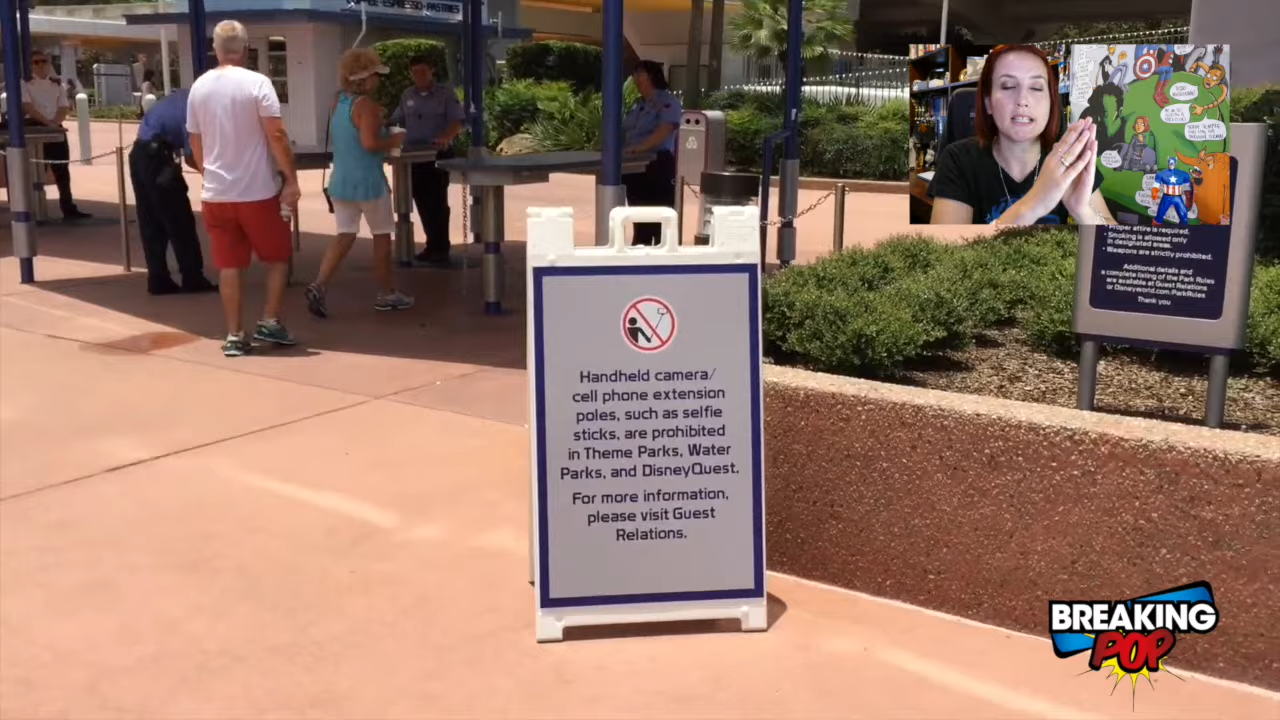 ESPRESSO • PASTRIES
Handheld camera/
cell phone extension
poles, such as selfie
sticks, are prohibited
in Theme Parks, Water
Parks, and DisneyQuest.
For more information,
please visit Guest
Relations.
• Proper attire is required.
• Smoking is allowed only
in designated areas.
• Weapons are strictly prohibited.
Additional details and
a complete listing of the Park Rules
are available at Guest Relations
or Disneyworld.com/ParkRules
Thank you
BREAKING
POP